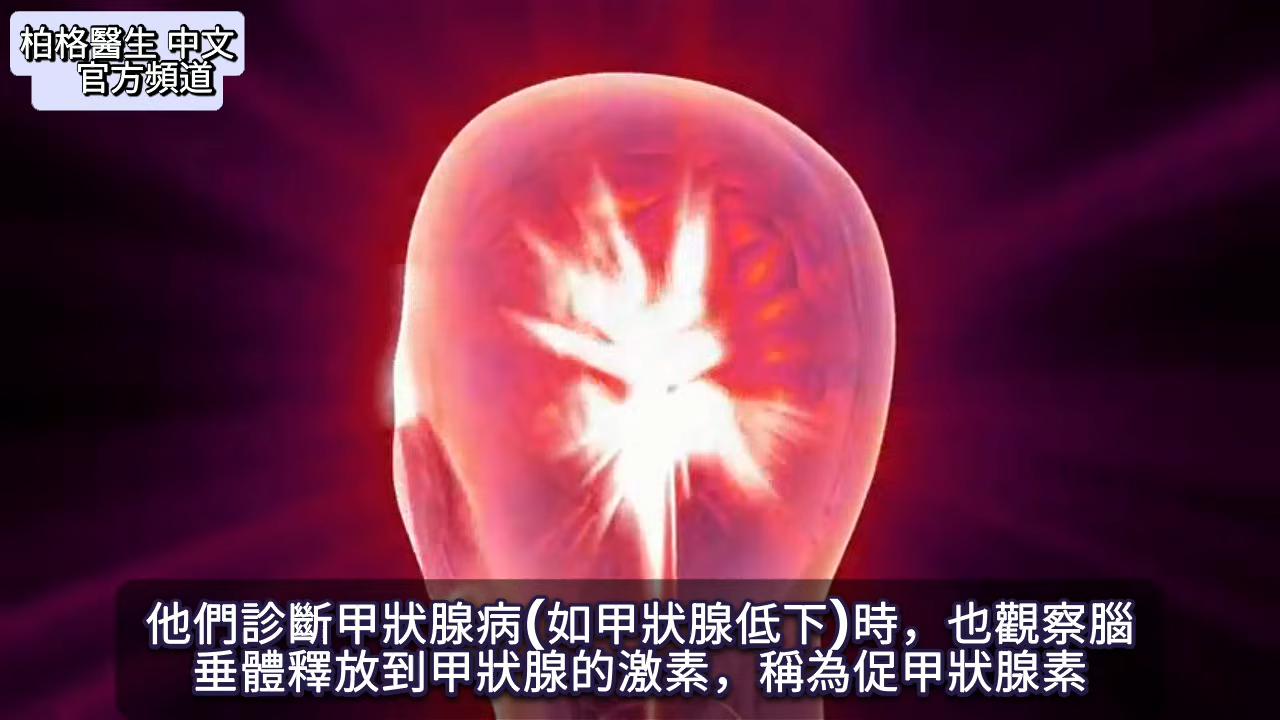 柏格醫生 中文
官方頻道
他們診斷甲狀腺病(如甲狀腺低下)時，也觀察腦
垂體釋放到甲狀腺的激素，稱為促甲狀腺素